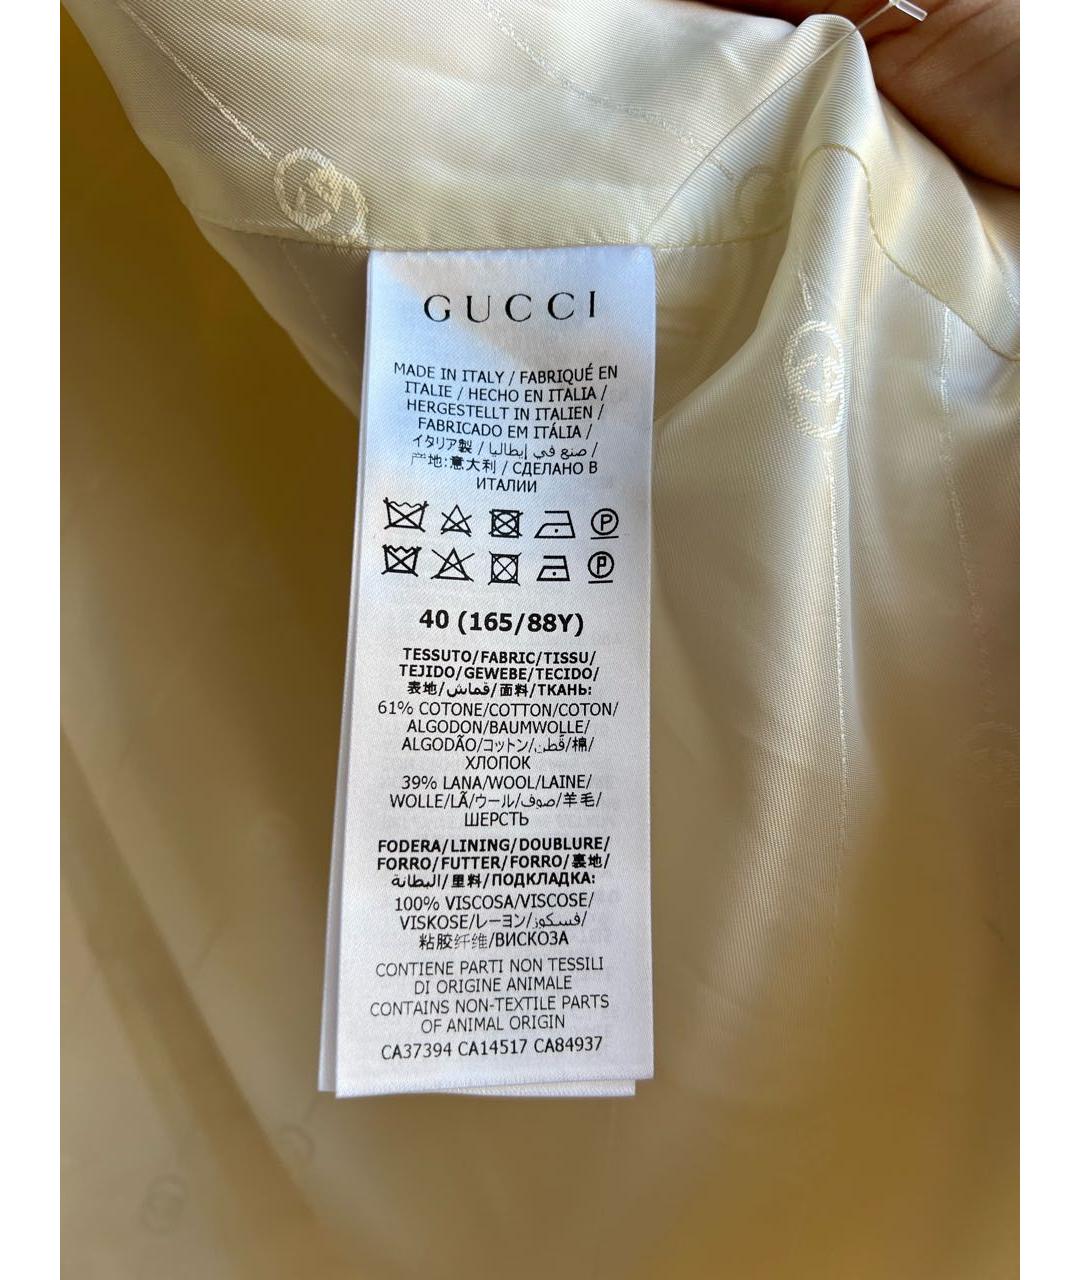 GUCCI
MADE IN ITALY / FABRIQUÉ EN
ITALIE / HECHO EN ITALIA /
HERGESTELLT IN ITALIEN /
FABRICADO EM ITÁLIA /
イタリア製 / صنع في إيطاليا /
产地:意大利 / СДЕЛАНО В
ИТАЛИИ
P
P
40 (165/88Y)
TESSUTO/FABRIC/TISSU/
TEJIDO/GEWEBE/TECIDO/
表地/قماش/面料/ТКАНЬ:
61% COTONE/COTTON/COTON/
ALGODON/BAUMWOLLE/
ALGODÃO/コットン/قطن/棉/
ХЛОПОК
39% LANA/WOOL/LAINE/
WOLLE/LÃ/ウール/صوف/羊毛/
ШЕРСТЬ
FODERA/LINING/DOUBLURE/
FORRO/FUTTER/FORRO/裏地/
البطانة/里料/ПОДКЛАДКА:
100% VISCOSA/VISCOSE/
VISKOSE/レーヨン/فسكوز/
粘胶纤维/ВИСКОЗА
CONTIENE PARTI NON TESSILI
DI ORIGINE ANIMALE
CONTAINS NON-TEXTILE PARTS
OF ANIMAL ORIGIN
CA37394 CA14517 CA84937